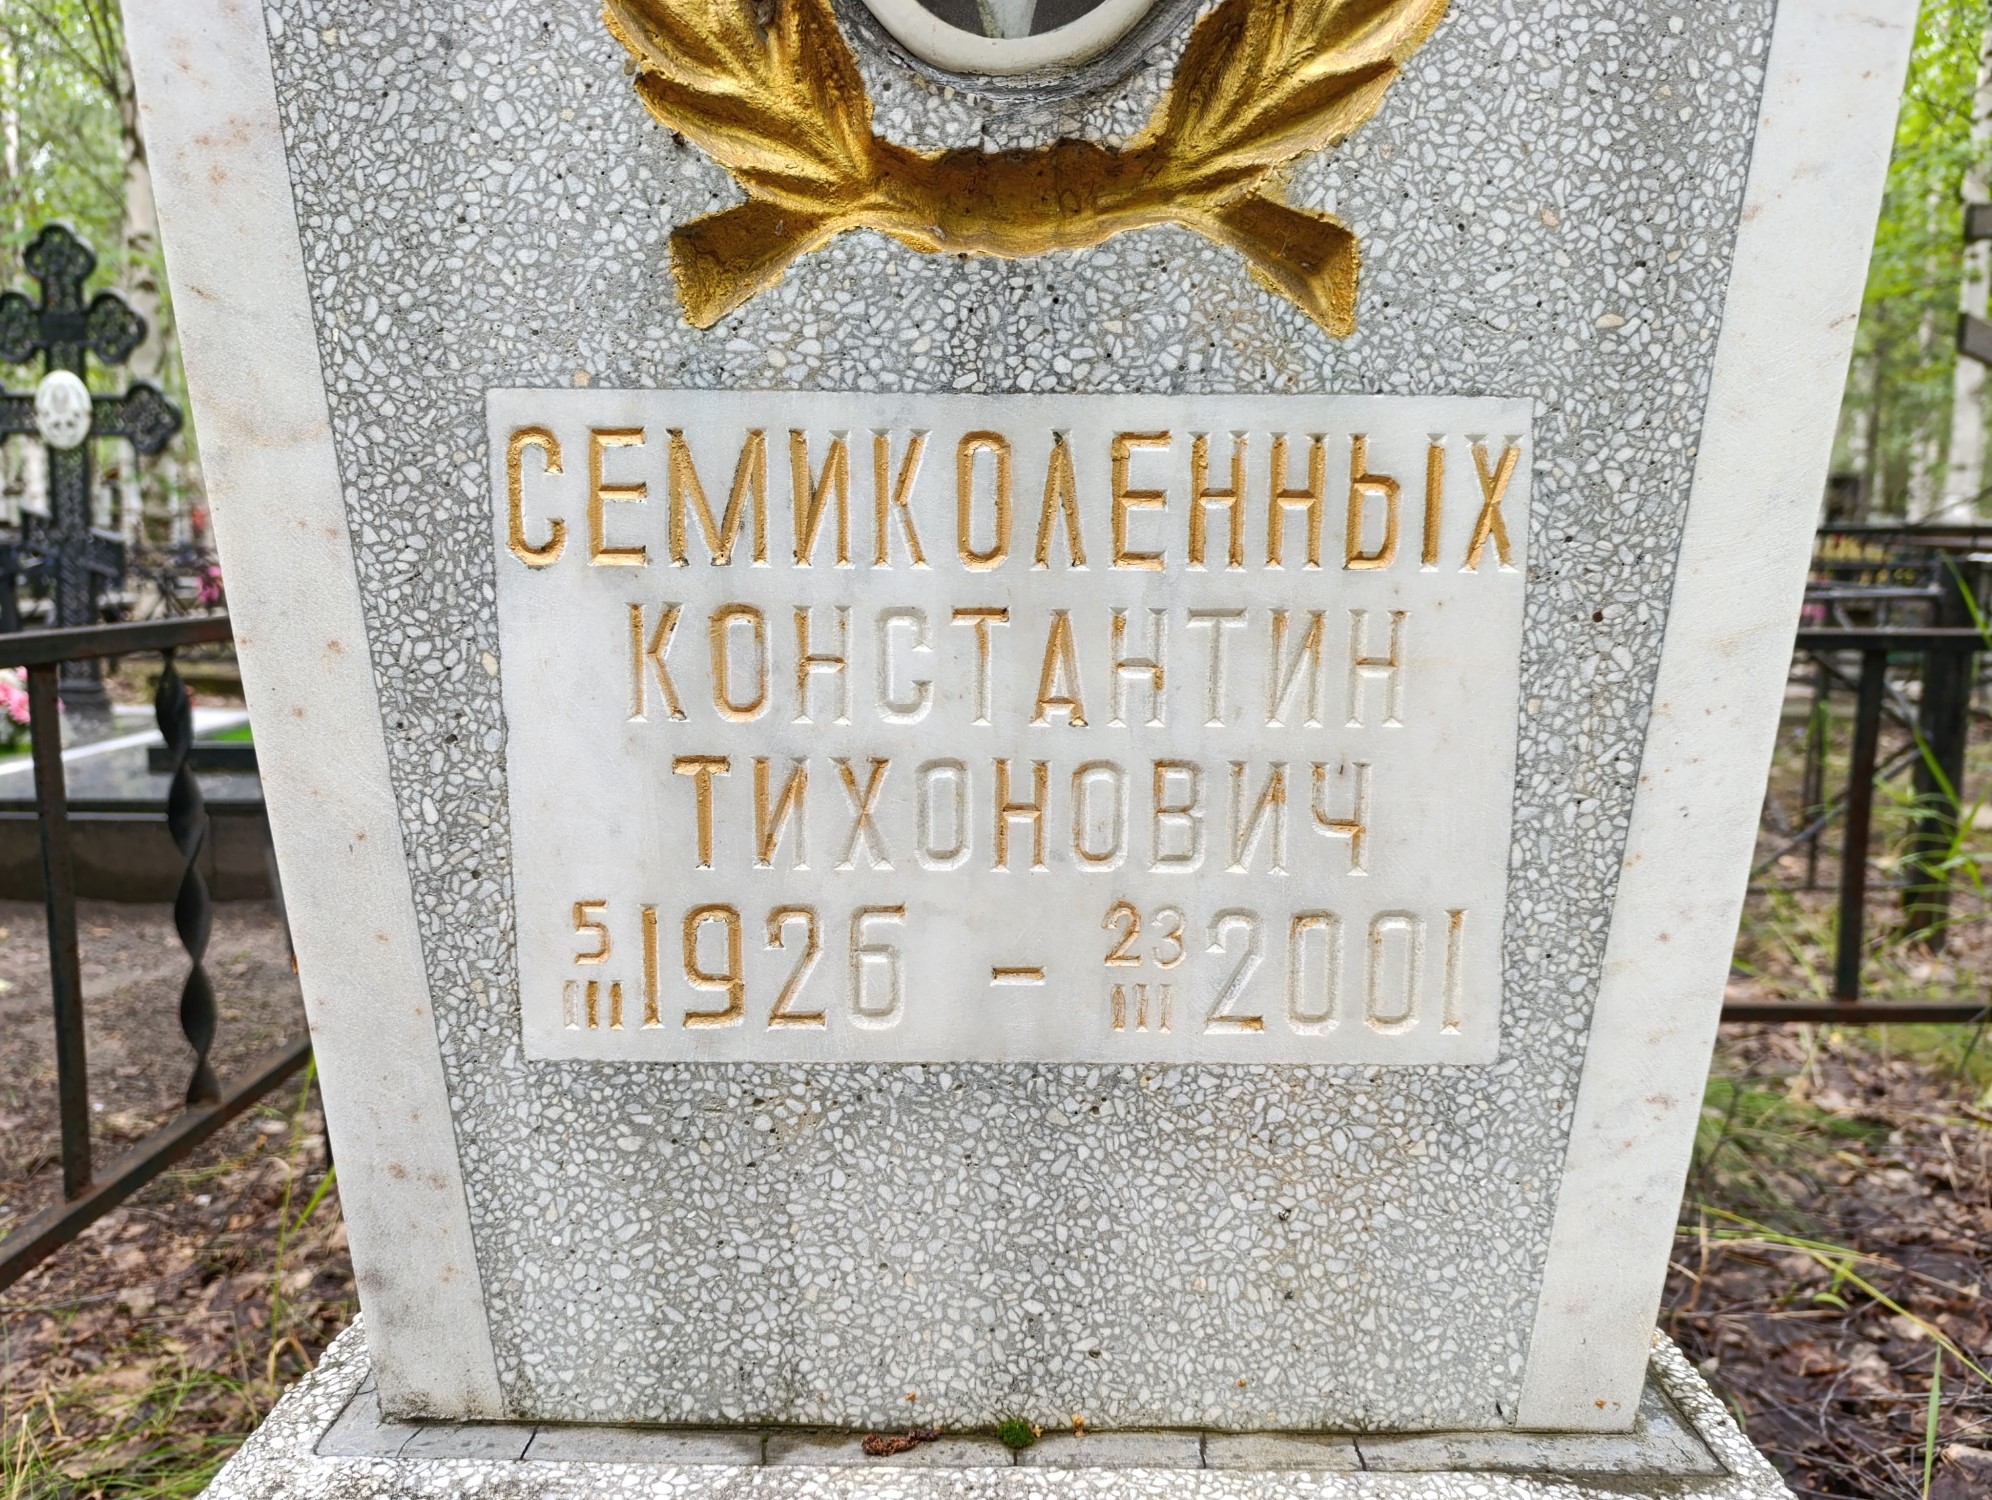 СЕМИКОЛЕННЫХ
КОНСТАНТИН
ТИХОНОВИЧ
5/III 1926 - 23/III 2001